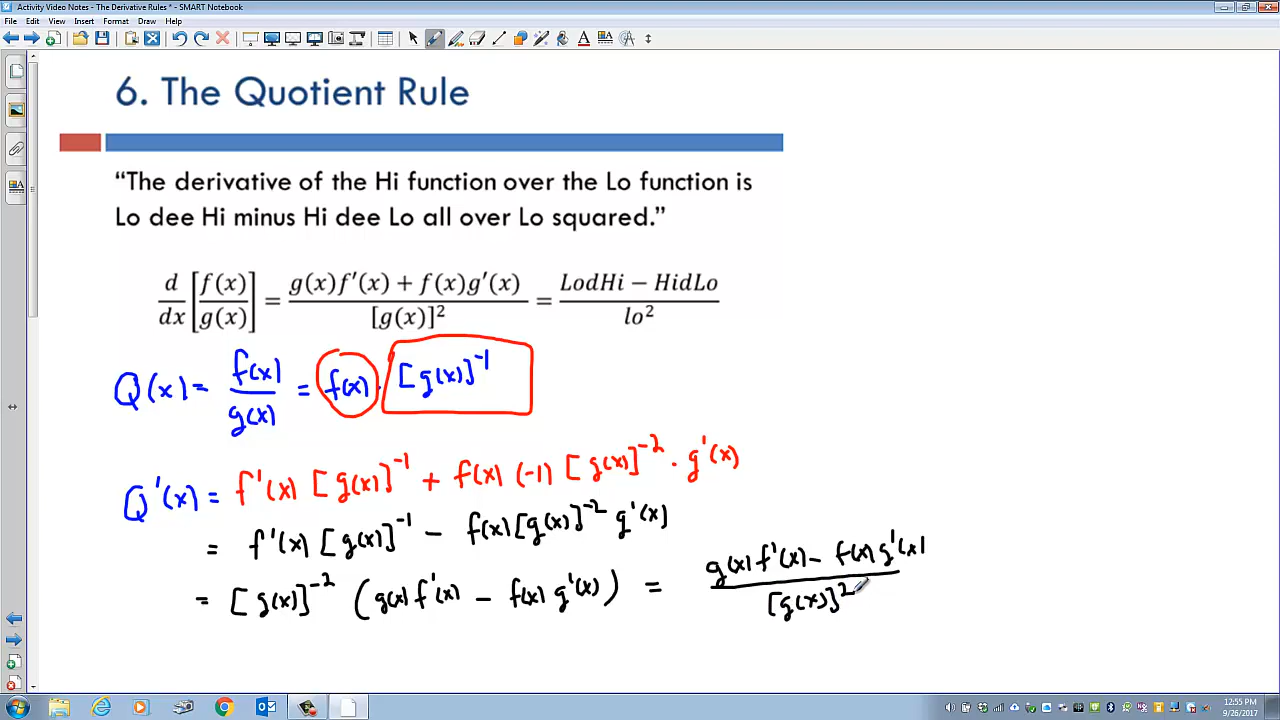 Activity Video Notes - The Derivative Rules * - SMART Notebook
File Edit View Insert Format Draw Help
6. The Quotient Rule
“The derivative of the Hi function over the Lo function is
Lo dee Hi minus Hi dee Lo all over Lo squared.”
d/dx [f(x)/g(x)] = (g(x)f′(x) + f(x)g′(x))/[g(x)]² = (LodHi − HidLo)/lo²
Q(x) = f(x)/g(x) = f(x) · [g(x)]⁻¹
Q'(x) = f'(x) [g(x)]⁻¹ + f(x) (-1) [g(x)]⁻² · g'(x)
= f'(x) [g(x)]⁻¹ − f(x) [g(x)]⁻² g'(x)
= [g(x)]⁻² (g(x) f'(x) − f(x) g'(x)) = (g(x) f'(x) − f(x) g'(x))/[g(x)]²
12:55 PM
9/26/2017